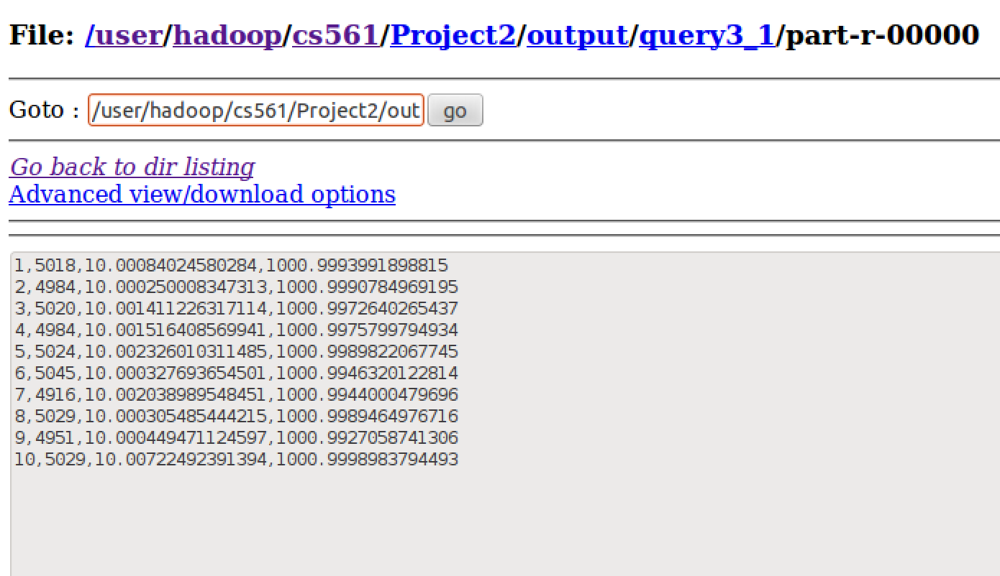 File: /user/hadoop/cs561/Project2/output/query3_1/part-r-00000
Goto : /user/hadoop/cs561/Project2/out go
Go back to dir listing
Advanced view/download options
1,5018,10.00084024580284,1000.9993991898815
2,4984,10.000250008347313,1000.9990784969195
3,5020,10.001411226317114,1000.9972640265437
4,4984,10.001516408569941,1000.9975799794934
5,5024,10.002326010311485,1000.9989822067745
6,5045,10.000327693654501,1000.9946320122814
7,4916,10.002038989548451,1000.9944000479696
8,5029,10.000305485444215,1000.9989464976716
9,4951,10.000449471124597,1000.9927058741306
10,5029,10.00722492391394,1000.9998983794493